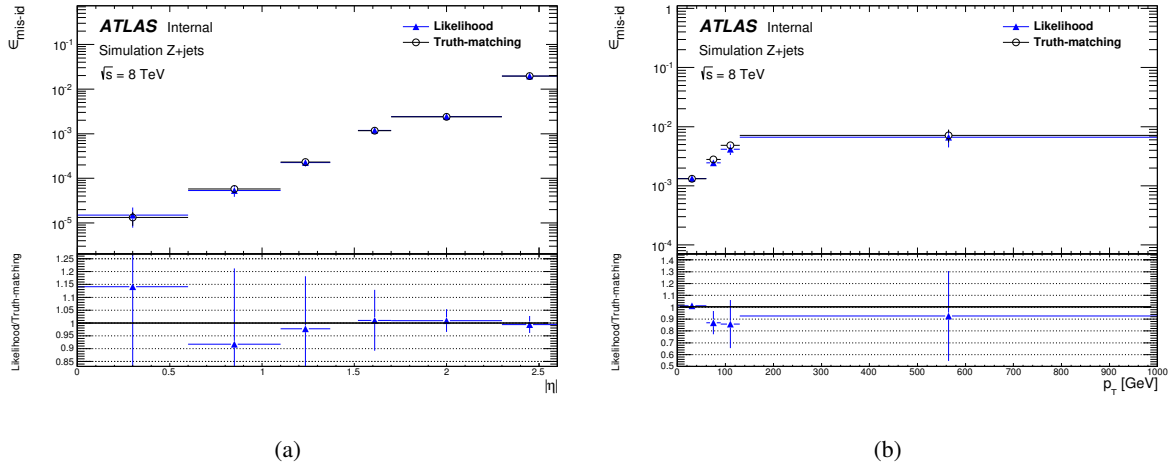 ATLAS Internal
Simulation Z+jets
√s = 8 TeV
Likelihood
Truth-matching
ϵmis-id
10⁻¹
10⁻²
10⁻³
10⁻⁴
10⁻⁵
Likelihood/Truth-matching
1.25
1.2
1.15
1.1
1.05
1
0.95
0.9
0.85
0 0.5 1 1.5 2 2.5
|η|
(a)
ATLAS Internal
Simulation Z+jets
√s = 8 TeV
Likelihood
Truth-matching
ϵmis-id
1
10⁻¹
10⁻²
10⁻³
10⁻⁴
Likelihood/Truth-matching
1.4
1.3
1.2
1.1
1
0.9
0.8
0.7
0.6
0.5
0 100 200 300 400 500 600 700 800 900 1000
p_T [GeV]
(b)